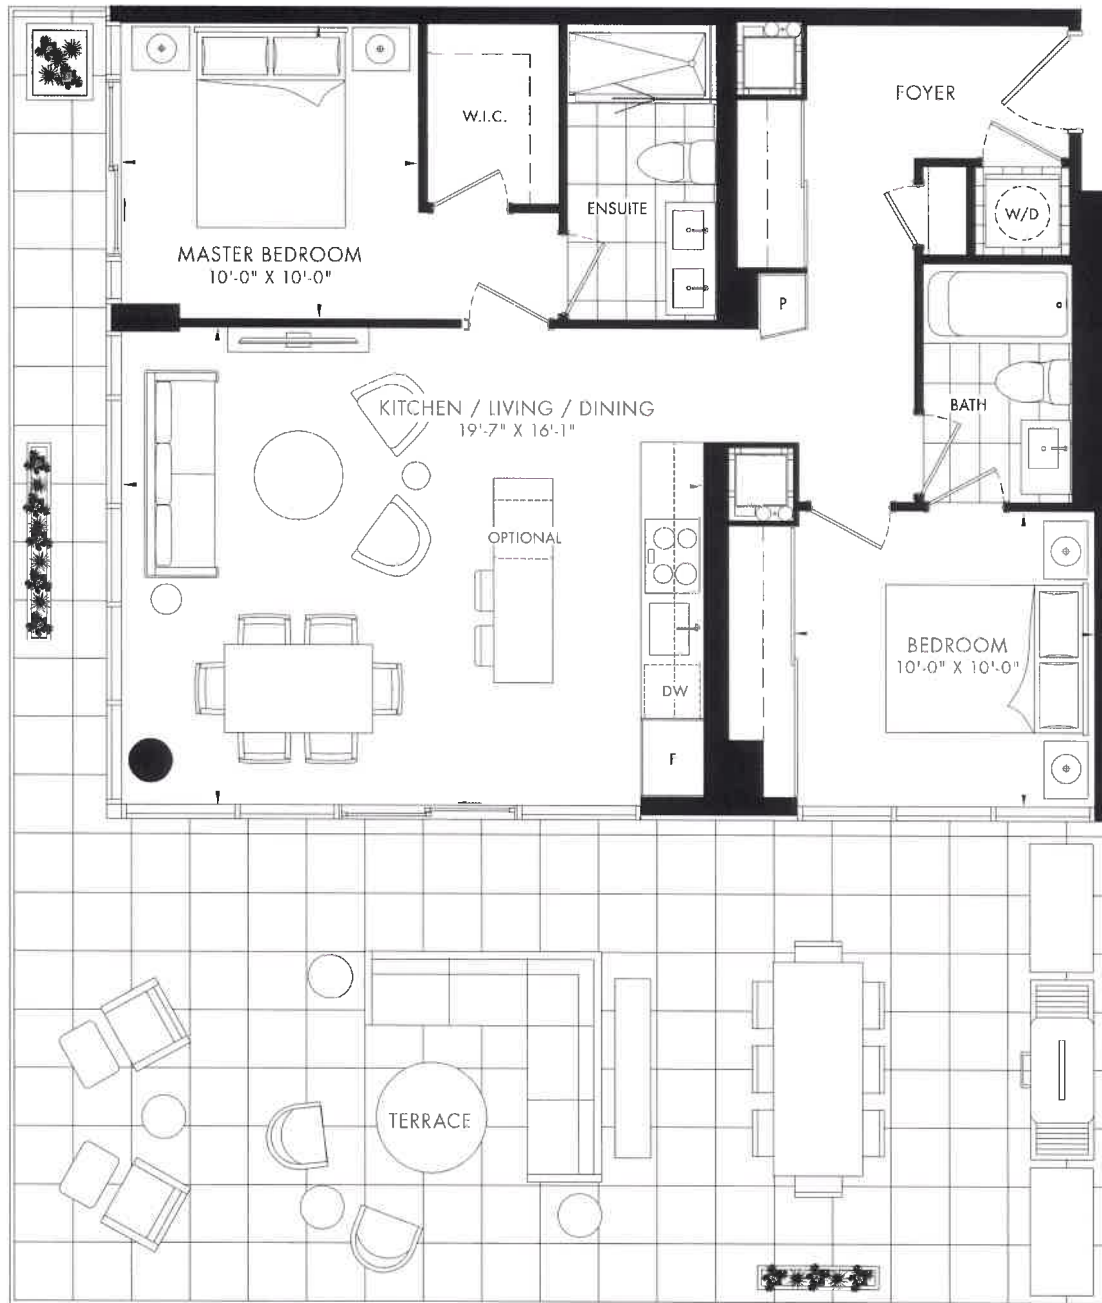 FOYER
W.I.C.
ENSUITE
W/D
MASTER BEDROOM
10'-0" X 10'-0"
P
KITCHEN / LIVING / DINING
19'-7" X 16'-1"
BATH
OPTIONAL
BEDROOM
10'-0" X 10'-0"
DW
F
TERRACE